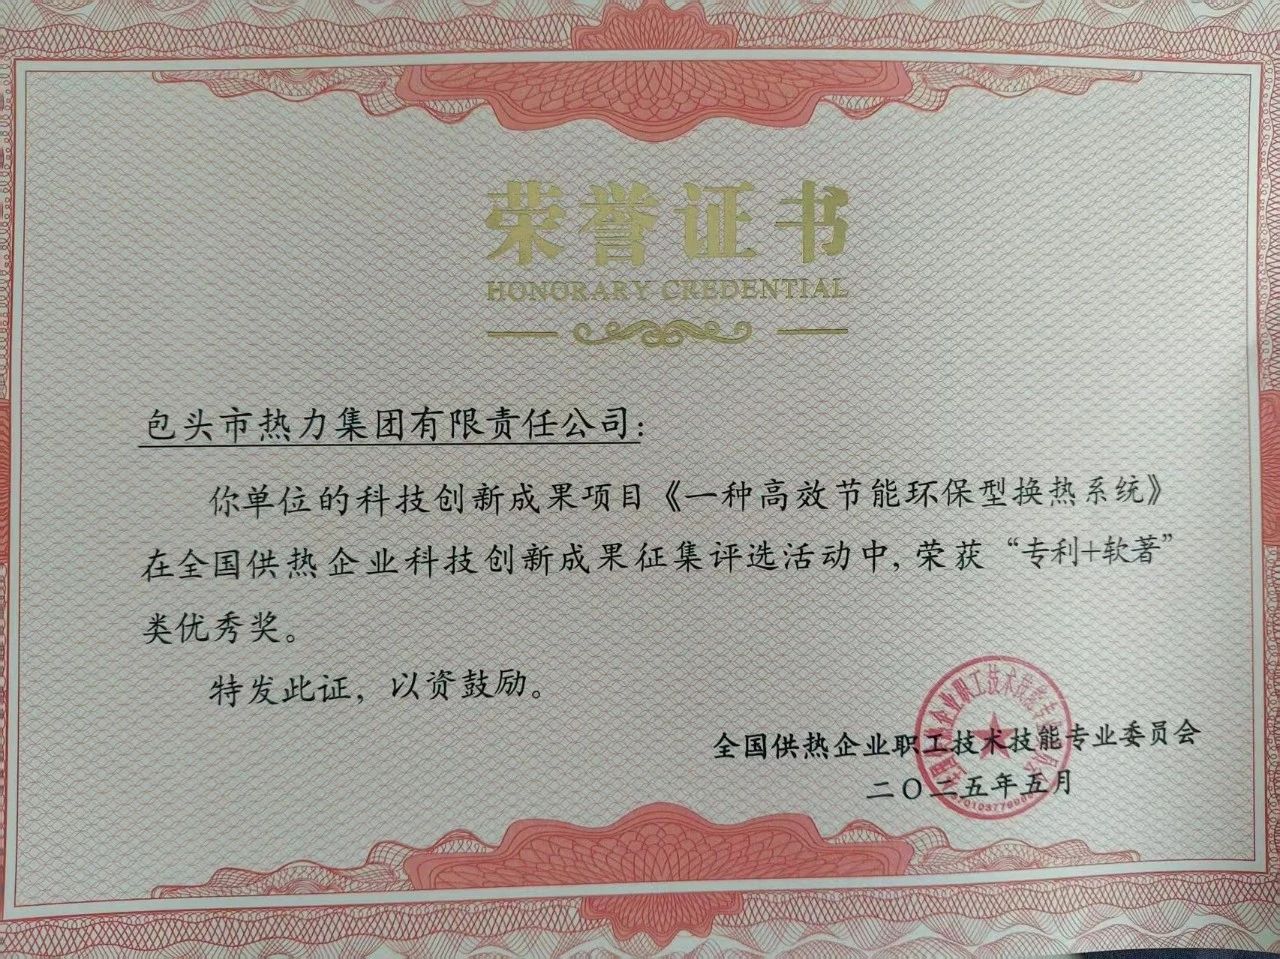 荣誉证书
HONORARY CREDENTIAL
包头市热力集团有限责任公司:
你单位的科技创新成果项目《一种高效节能环保型换热系统》
在全国供热企业科技创新成果征集评选活动中, 荣获“专利+软著”
类优秀奖。
特发此证，以资鼓励。
全国供热企业职工技术技能专业委员会
二〇二五年五月